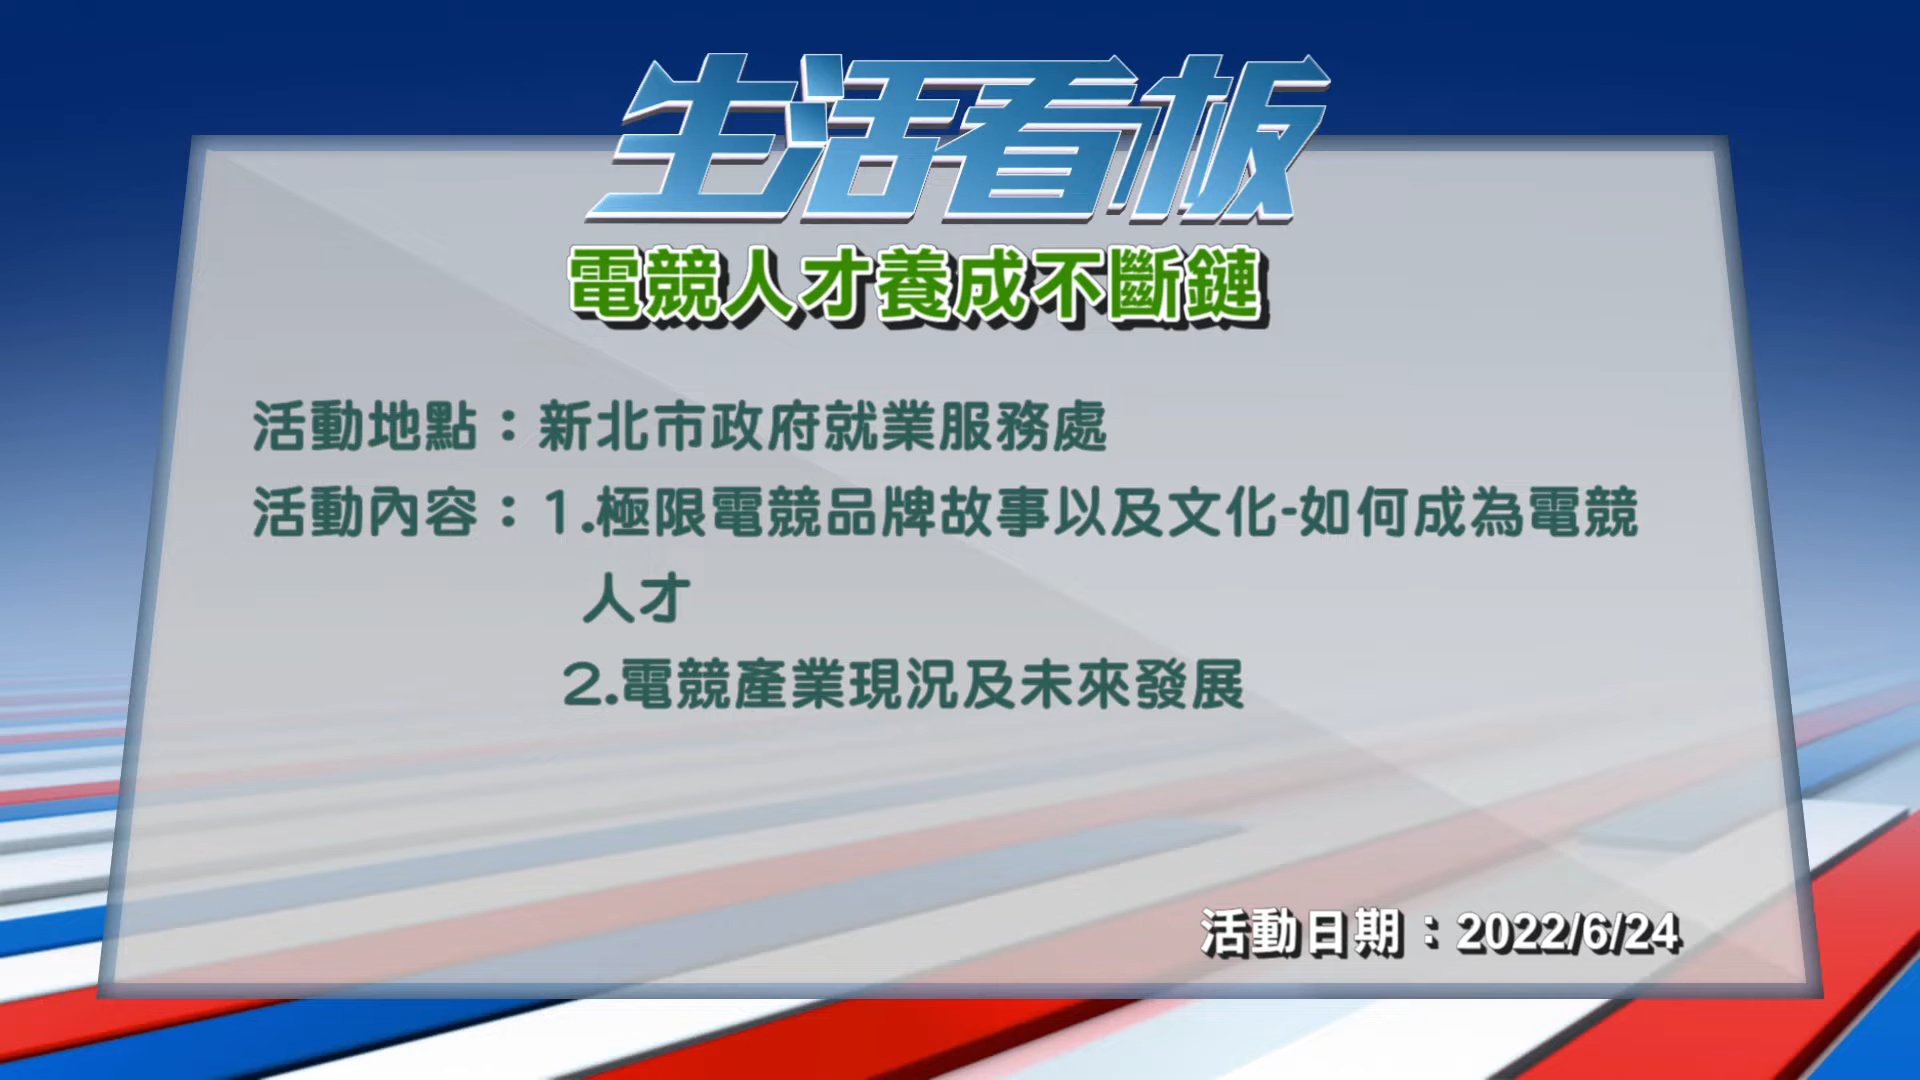 生活看板
電競人才養成不斷鏈
活動地點：新北市政府就業服務處
活動內容：1.極限電競品牌故事以及文化-如何成為電競
人才
2.電競產業現況及未來發展
活動日期：2022/6/24